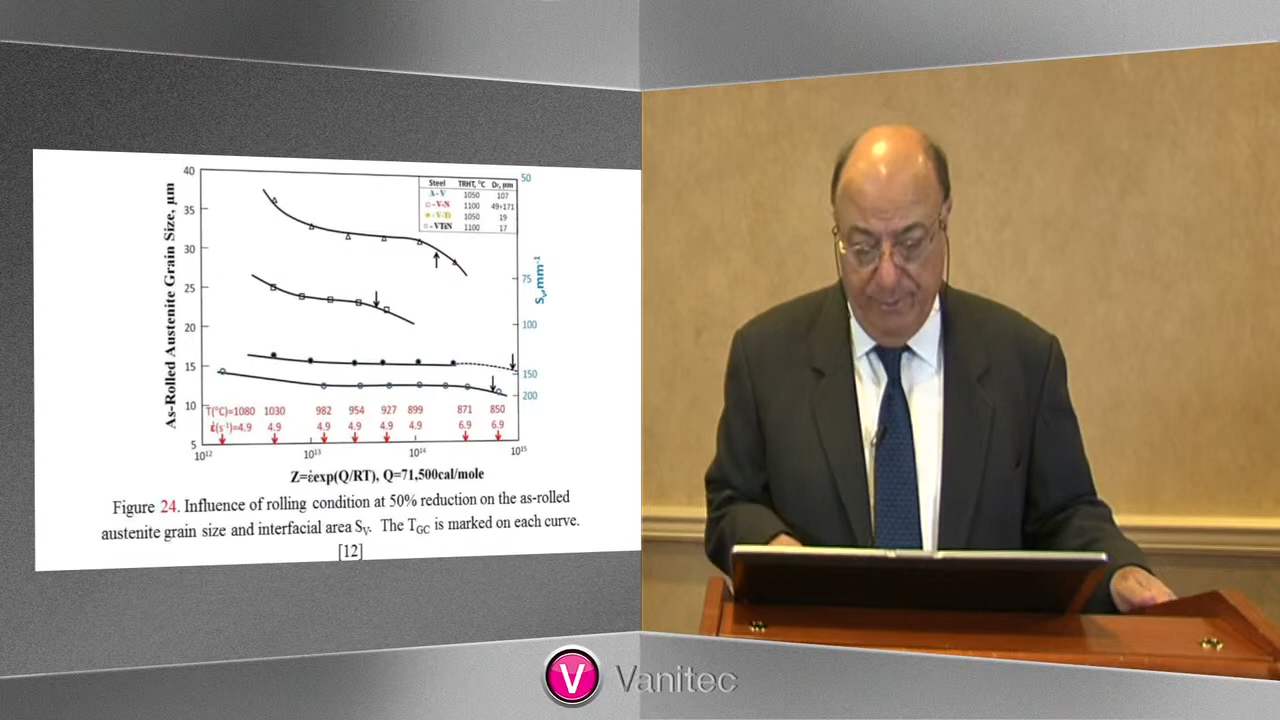 As-Rolled Austenite Grain Size, µm
40
35
30
25
20
15
10
5
Steel TRHT, °C Dγ, µm
Δ - V 1050 107
□ - V-N 1100 49+171
● - V-Ti 1050 19
○ - VTiN 1100 17
50
75
100
150
200
Sv,mm⁻¹
T(°C)=1080 1030 982 954 927 899 871 850
ε̇(s⁻¹)=4.9 4.9 4.9 4.9 4.9 4.9 6.9 6.9
10¹² 10¹³ 10¹⁴ 10¹⁵
Z=ε̇exp(Q/RT), Q=71,500cal/mole
Figure 24. Influence of rolling condition at 50% reduction on the as-rolled
austenite grain size and interfacial area SV. The TGC is marked on each curve.
[12]
V Vanitec